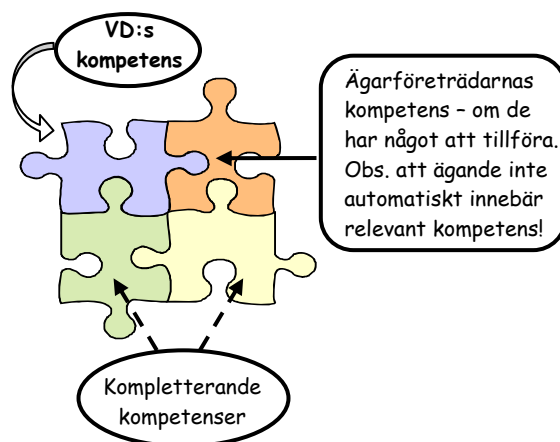 VD:s
kompetens
Ägarföreträdarnas
kompetens – om de
har något att tillföra.
Obs. att ägande inte
automatiskt innebär
relevant kompetens!
Kompletterande
kompetenser